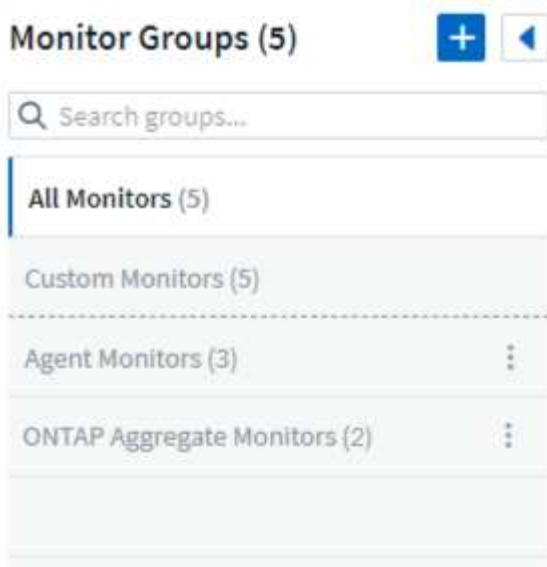 Monitor Groups (5)
Search groups...
All Monitors (5)
Custom Monitors (5)
Agent Monitors (3)
ONTAP Aggregate Monitors (2)